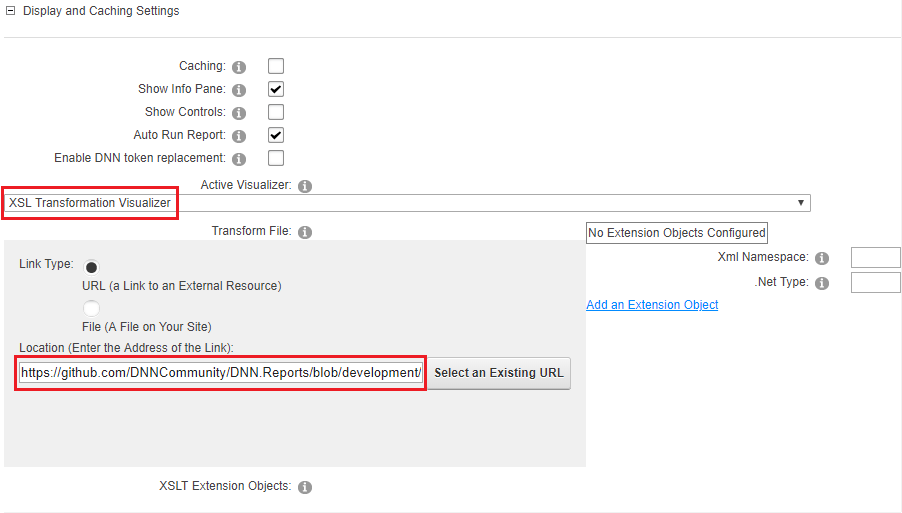 Display and Caching Settings
Caching:
Show Info Pane:
Show Controls:
Auto Run Report:
Enable DNN token replacement:
Active Visualizer:
XSL Transformation Visualizer
Transform File:
No Extension Objects Configured
Link Type:
Xml Namespace:
URL (a Link to an External Resource)
.Net Type:
Add an Extension Object
File (A File on Your Site)
Location (Enter the Address of the Link):
https://github.com/DNNCommunity/DNN.Reports/blob/development/
Select an Existing URL
XSLT Extension Objects: